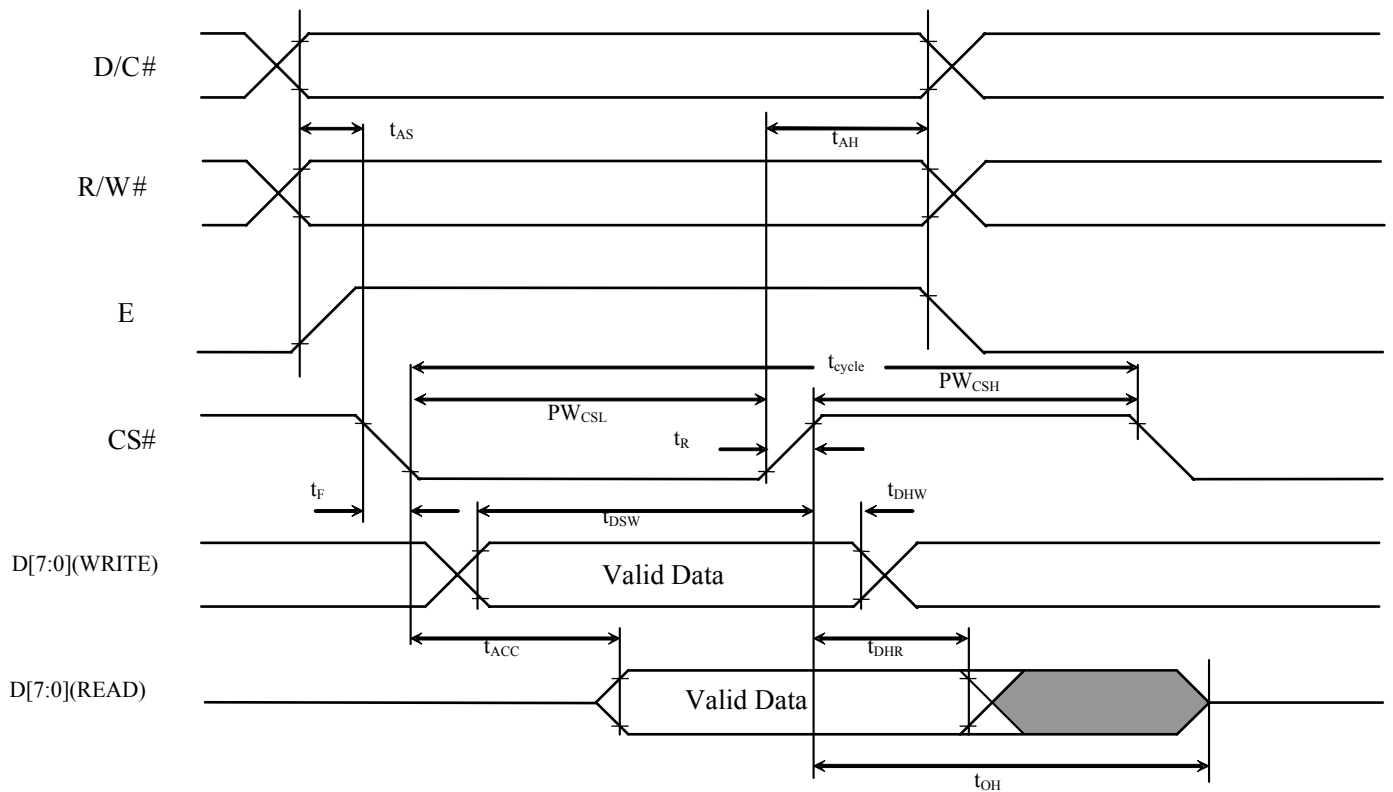 D/C#
tAS
tAH
R/W#
E
tcycle
PWCSH
PWCSL
CS#
tR
tF
tDHW
tDSW
D[7:0](WRITE)
Valid Data
tACC
tDHR
D[7:0](READ)
Valid Data
tOH